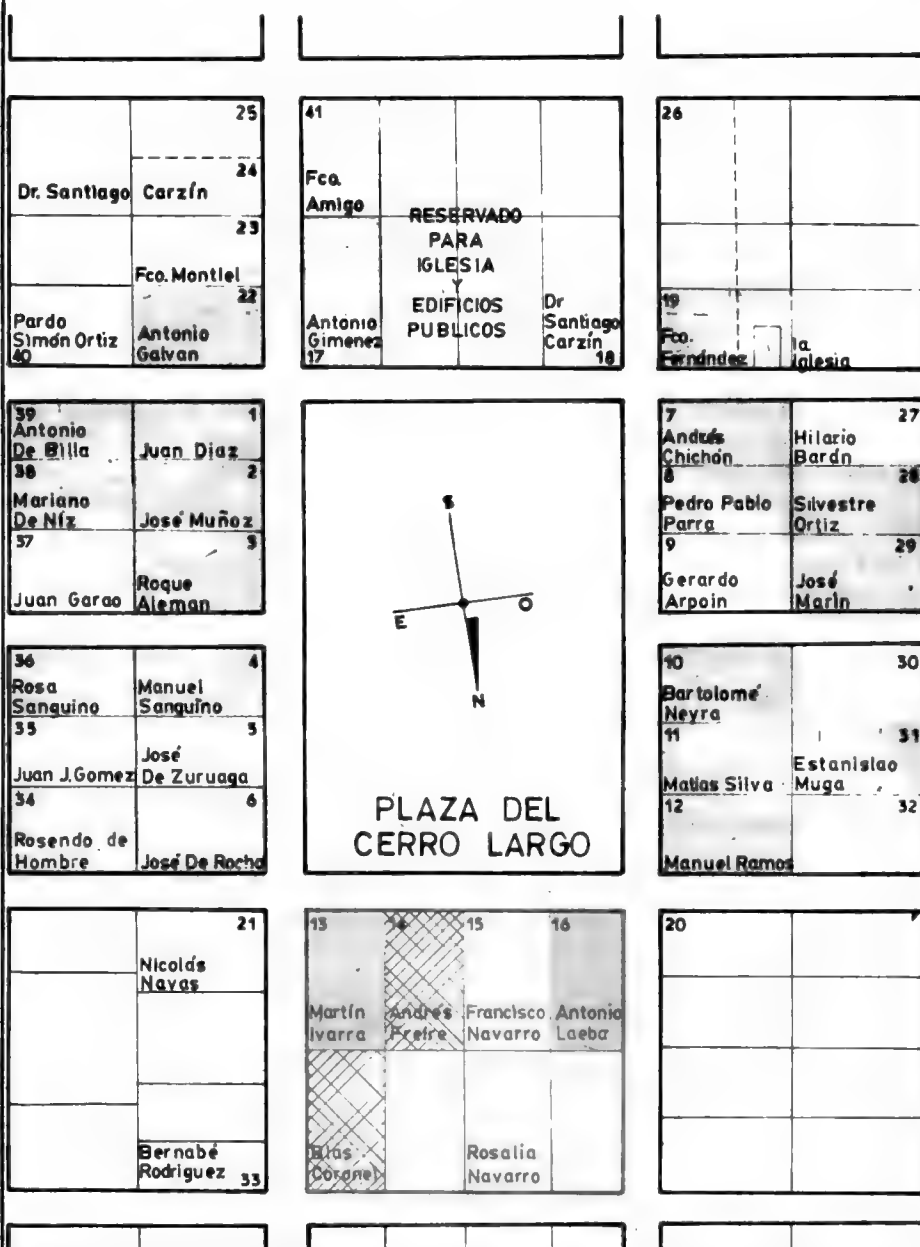 25
24
Dr. Santiago Carzín
23
Fco. Montiel
22
Pardo
Simón Ortiz
40
Antonio
Galvan
41
Fca.
Amigo
RESERVADO
PARA
IGLESIA
Y
EDIFICIOS
PUBLICOS
Antonio
Gimenez
17
Dr
Santiago
Carzín
18
26
19
Fco.
Fernández
la
Iglesia
39
Antonio
De Billa
1
Juan Diaz
38
Mariano
De Níz
2
José Muñoz
37
Juan Garao
3
Roque
Aleman
S
E
O
N
PLAZA DEL
CERRO LARGO
7
Andrés
Chichón
27
Hilario
Bardn
8
Pedro Pablo
Parra
28
Silvestre
Ortiz
9
Gerardo
Arpoin
29
José
Marín
36
Rosa
Sanguino
4
Manuel
Sanguino
35
Juan J. Gomez
5
José
De Zuruaga
34
Rosendo de
Hombre
6
José De Rocha
10
Bartolomé
Neyra
30
11
Matias Silva
31
Estanislao
Muga
12
Manuel Ramos
32
21
Nicolás
Navas
Bernabé
Rodriguez
33
13
Martín
Ivarra
14
Andrés
Freire
15
Francisco
Navarro
16
Antonio
Laeba
Blas
Coronel
Rosalia
Navarro
20